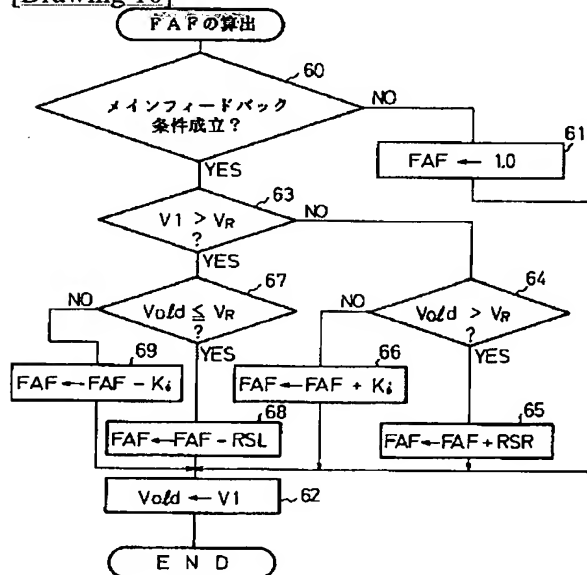 [Drawing 10]
FAFの算出
60
メインフィードバック
条件成立?
NO
61
FAF ← 1.0
YES
63
V1 > VR
?
NO
YES
67
Vold ≦ VR
?
NO
YES
64
Vold > VR
?
NO
YES
69
FAF←FAF - Ki
66
FAF←FAF + Ki
68
FAF←FAF - RSL
65
FAF←FAF + RSR
Vold ← V1
62
END